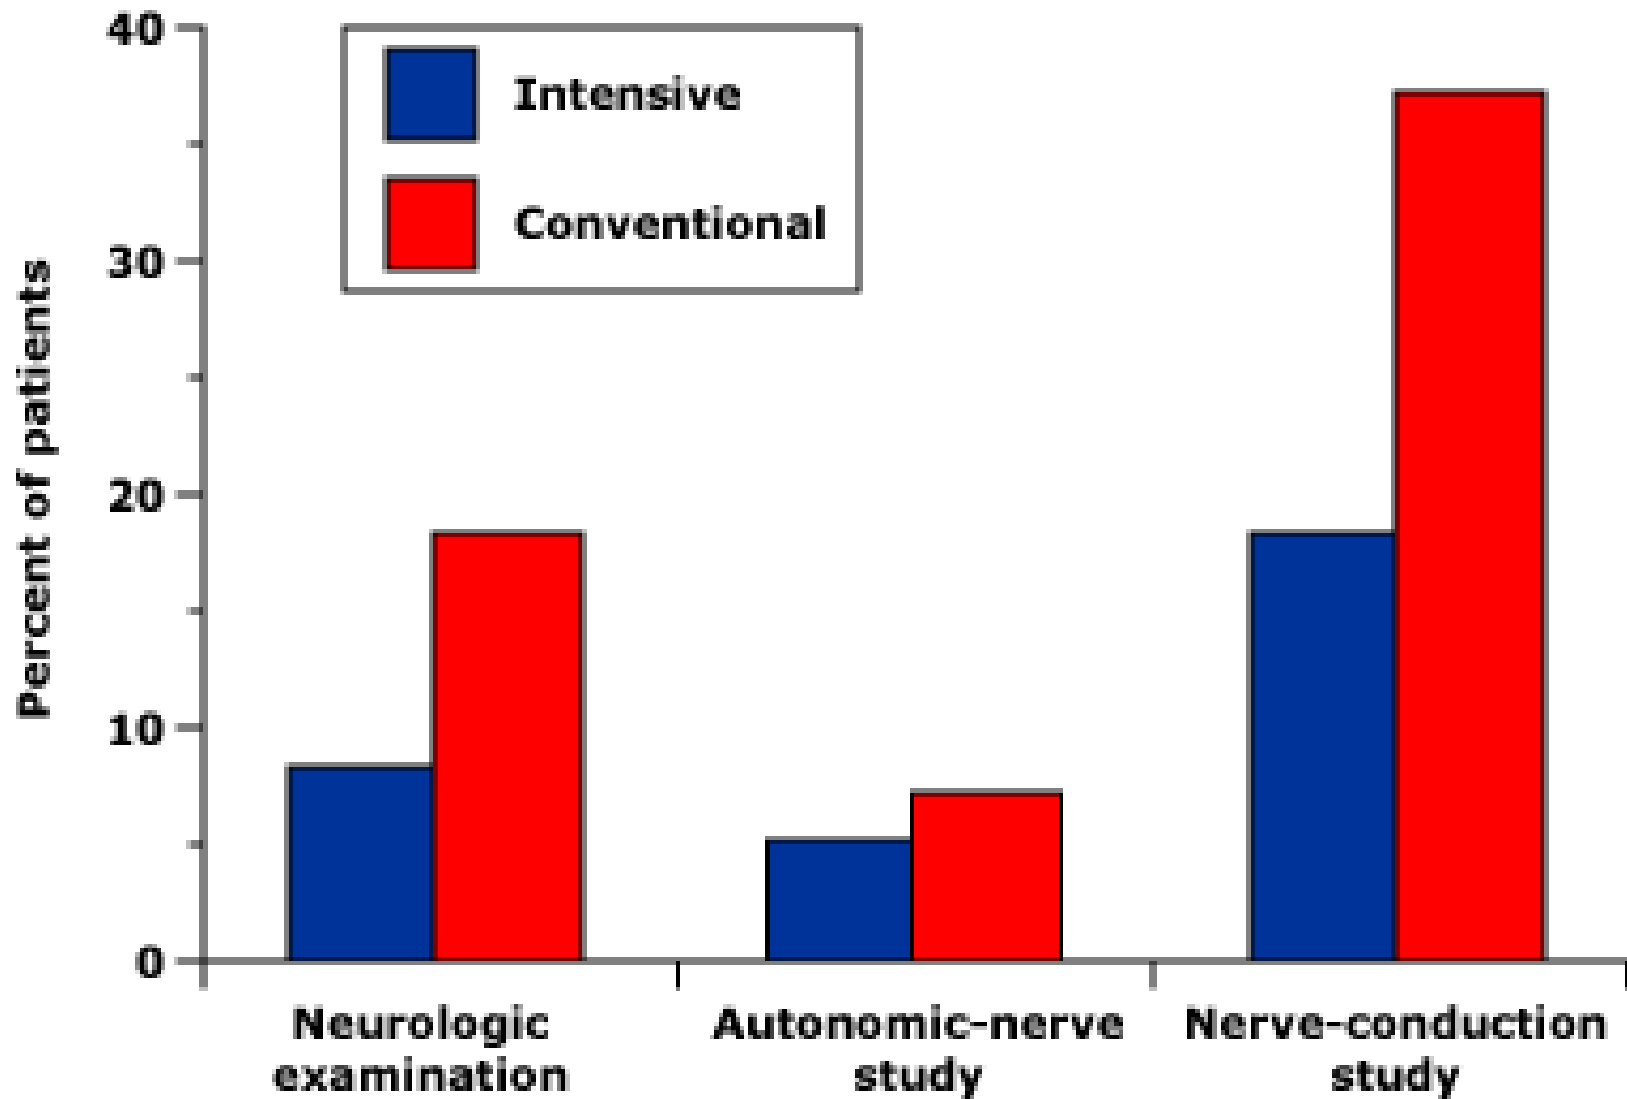 40
30
20
10
0
Percent of patients
Intensive
Conventional
Neurologic
examination
Autonomic-nerve
study
Nerve-conduction
study